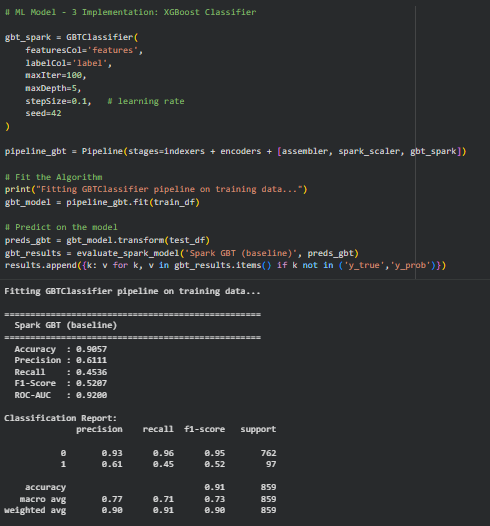 # ML Model - 3 Implementation: XGBoost Classifier
gbt_spark = GBTClassifier(
    featuresCol='features',
    labelCol='label',
    maxIter=100,
    maxDepth=5,
    stepSize=0.1,   # learning rate
    seed=42
)
pipeline_gbt = Pipeline(stages=indexers + encoders + [assembler, spark_scaler, gbt_spark])
# Fit the Algorithm
print("Fitting GBTClassifier pipeline on training data...")
gbt_model = pipeline_gbt.fit(train_df)
# Predict on the model
preds_gbt = gbt_model.transform(test_df)
gbt_results = evaluate_spark_model('Spark GBT (baseline)', preds_gbt)
results.append({k: v for k, v in gbt_results.items() if k not in ('y_true','y_prob')})
Fitting GBTClassifier pipeline on training data...
==================================================
  Spark GBT (baseline)
==================================================
  Accuracy  : 0.9057
  Precision : 0.6111
  Recall    : 0.4536
  F1-Score  : 0.5207
  ROC-AUC   : 0.9200
Classification Report:
              precision    recall  f1-score   support
           0       0.93      0.96      0.95       762
           1       0.61      0.45      0.52        97
    accuracy                           0.91       859
   macro avg       0.77      0.71      0.73       859
weighted avg       0.90      0.91      0.90       859